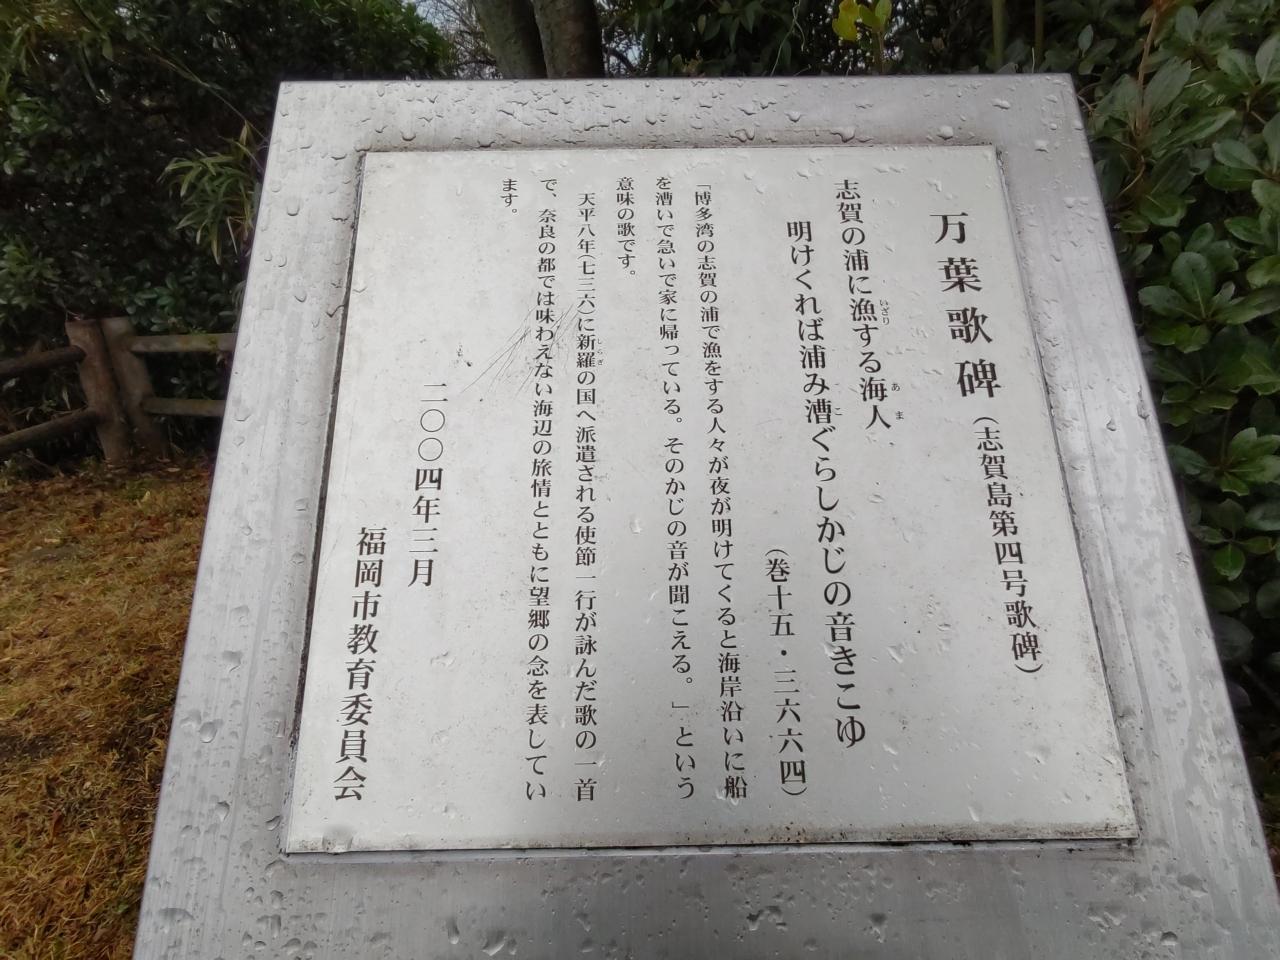 万葉歌碑（志賀島第四号歌碑）
志賀の浦に漁する海人
明けくれば浦み漕ぐらしかじの音きこゆ
（巻十五・三六六四）
「博多湾の志賀の浦で漁をする人々が夜が明けてくると海岸沿いに船
を漕いで急いで家に帰っている。そのかじの音が聞こえる。」という
意味の歌です。
天平八年（七三六）に新羅の国へ派遣される使節一行が詠んだ歌の一首
で、奈良の都では味わえない海辺の旅情とともに望郷の念を表してい
ます。
二〇〇四年三月
福岡市教育委員会